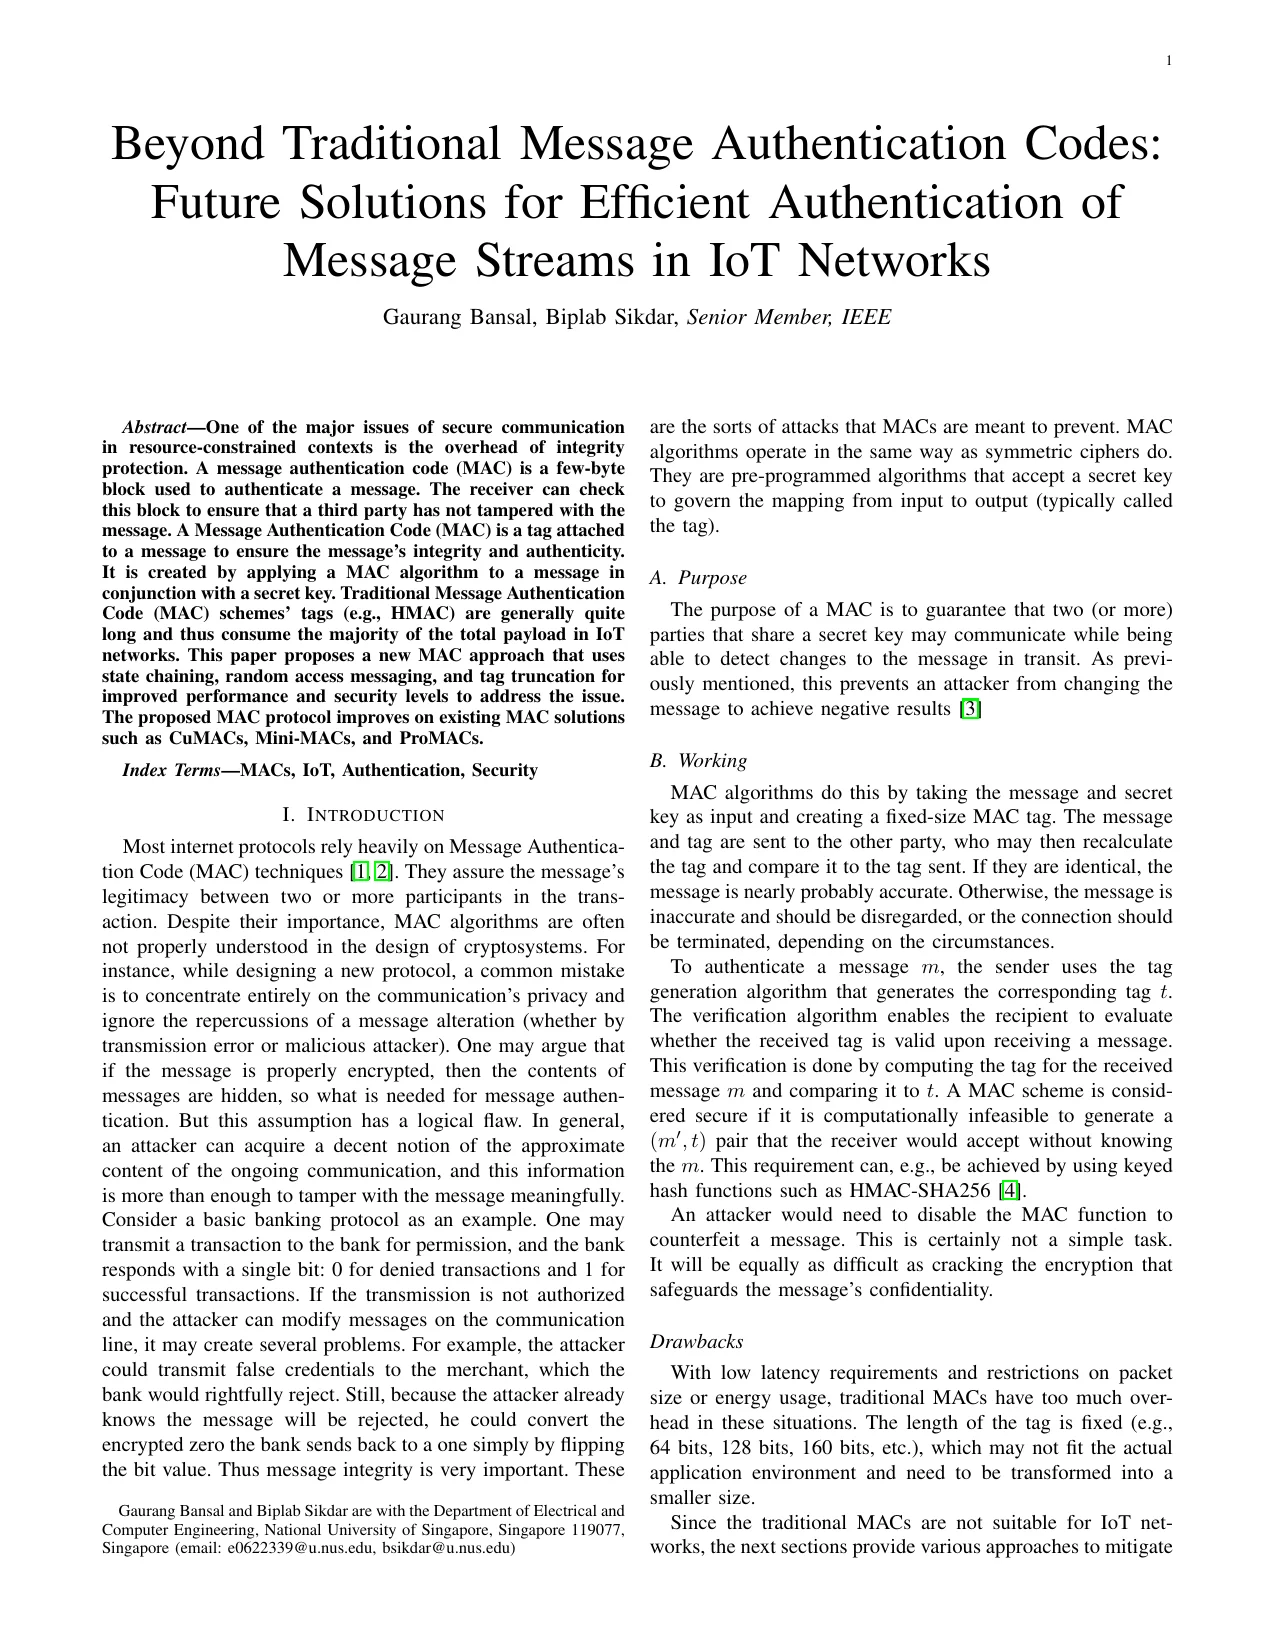 1
Beyond Traditional Message Authentication Codes:
Future Solutions for Efficient Authentication of
Message Streams in IoT Networks
Gaurang Bansal, Biplab Sikdar, Senior Member, IEEE
Abstract—One of the major issues of secure communication
in resource-constrained contexts is the overhead of integrity
protection. A message authentication code (MAC) is a few-byte
block used to authenticate a message. The receiver can check
this block to ensure that a third party has not tampered with the
message. A Message Authentication Code (MAC) is a tag attached
to a message to ensure the message's integrity and authenticity.
It is created by applying a MAC algorithm to a message in
conjunction with a secret key. Traditional Message Authentication
Code (MAC) schemes' tags (e.g., HMAC) are generally quite
long and thus consume the majority of the total payload in IoT
networks. This paper proposes a new MAC approach that uses
state chaining, random access messaging, and tag truncation for
improved performance and security levels to address the issue.
The proposed MAC protocol improves on existing MAC solutions
such as CuMACs, Mini-MACs, and ProMACs.
Index Terms—MACs, IoT, Authentication, Security
I. INTRODUCTION
Most internet protocols rely heavily on Message Authentica-
tion Code (MAC) techniques [1, 2]. They assure the message's
legitimacy between two or more participants in the trans-
action. Despite their importance, MAC algorithms are often
not properly understood in the design of cryptosystems. For
instance, while designing a new protocol, a common mistake
is to concentrate entirely on the communication's privacy and
ignore the repercussions of a message alteration (whether by
transmission error or malicious attacker). One may argue that
if the message is properly encrypted, then the contents of
messages are hidden, so what is needed for message authen-
tication. But this assumption has a logical flaw. In general,
an attacker can acquire a decent notion of the approximate
content of the ongoing communication, and this information
is more than enough to tamper with the message meaningfully.
Consider a basic banking protocol as an example. One may
transmit a transaction to the bank for permission, and the bank
responds with a single bit: 0 for denied transactions and 1 for
successful transactions. If the transmission is not authorized
and the attacker can modify messages on the communication
line, it may create several problems. For example, the attacker
could transmit false credentials to the merchant, which the
bank would rightfully reject. Still, because the attacker already
knows the message will be rejected, he could convert the
encrypted zero the bank sends back to a one simply by flipping
the bit value. Thus message integrity is very important. These
Gaurang Bansal and Biplab Sikdar are with the Department of Electrical and
Computer Engineering, National University of Singapore, Singapore 119077,
Singapore (email: e0622339@u.nus.edu, bsikdar@u.nus.edu)
are the sorts of attacks that MACs are meant to prevent. MAC
algorithms operate in the same way as symmetric ciphers do.
They are pre-programmed algorithms that accept a secret key
to govern the mapping from input to output (typically called
the tag).
A. Purpose
The purpose of a MAC is to guarantee that two (or more)
parties that share a secret key may communicate while being
able to detect changes to the message in transit. As previ-
ously mentioned, this prevents an attacker from changing the
message to achieve negative results [3]
B. Working
MAC algorithms do this by taking the message and secret
key as input and creating a fixed-size MAC tag. The message
and tag are sent to the other party, who may then recalculate
the tag and compare it to the tag sent. If they are identical, the
message is nearly probably accurate. Otherwise, the message is
inaccurate and should be disregarded, or the connection should
be terminated, depending on the circumstances.
To authenticate a message m, the sender uses the tag
generation algorithm that generates the corresponding tag t.
The verification algorithm enables the recipient to evaluate
whether the received tag is valid upon receiving a message.
This verification is done by computing the tag for the received
message m and comparing it to t. A MAC scheme is consid-
ered secure if it is computationally infeasible to generate a
(m′, t) pair that the receiver would accept without knowing
the m. This requirement can, e.g., be achieved by using keyed
hash functions such as HMAC-SHA256 [4].
An attacker would need to disable the MAC function to
counterfeit a message. This is certainly not a simple task.
It will be equally as difficult as cracking the encryption that
safeguards the message's confidentiality.
Drawbacks
With low latency requirements and restrictions on packet
size or energy usage, traditional MACs have too much over-
head in these situations. The length of the tag is fixed (e.g.,
64 bits, 128 bits, 160 bits, etc.), which may not fit the actual
application environment and need to be transformed into a
smaller size.
Since the traditional MACs are not suitable for IoT net-
works, the next sections provide various approaches to mitigate